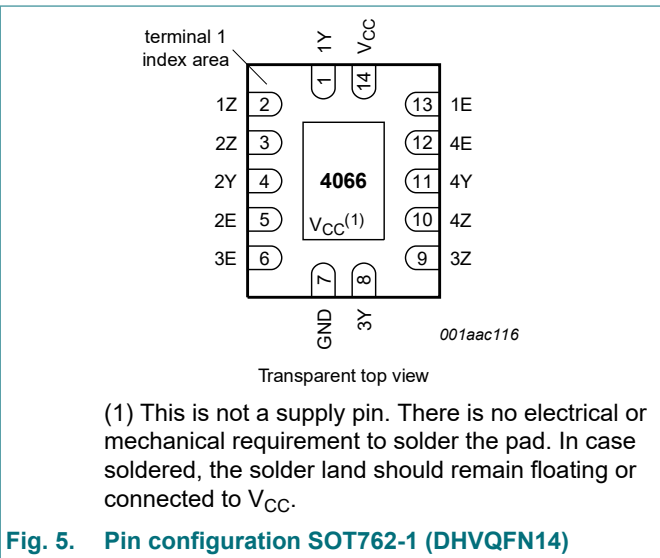 terminal 1
index area
1Y
VCC
1
14
1Z 2
13 1E
2Z 3
12 4E
2Y 4
4066
11 4Y
2E 5
VCC(1)
10 4Z
3E 6
9 3Z
7
8
GND
3Y
001aac116
Transparent top view
(1) This is not a supply pin. There is no electrical or
mechanical requirement to solder the pad. In case
soldered, the solder land should remain floating or
connected to VCC.
Fig. 5. Pin configuration SOT762-1 (DHVQFN14)